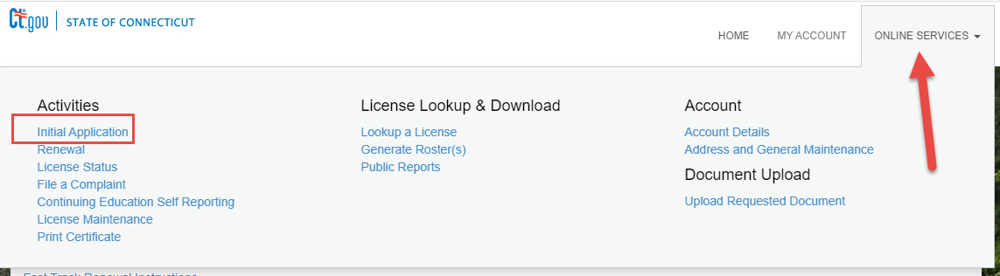 Ct.gov STATE OF CONNECTICUT
HOME MY ACCOUNT ONLINE SERVICES
Activities
Initial Application
Renewal
License Status
File a Complaint
Continuing Education Self Reporting
License Maintenance
Print Certificate
License Lookup & Download
Lookup a License
Generate Roster(s)
Public Reports
Account
Account Details
Address and General Maintenance
Document Upload
Upload Requested Document
Fast Track Renewal Instructions